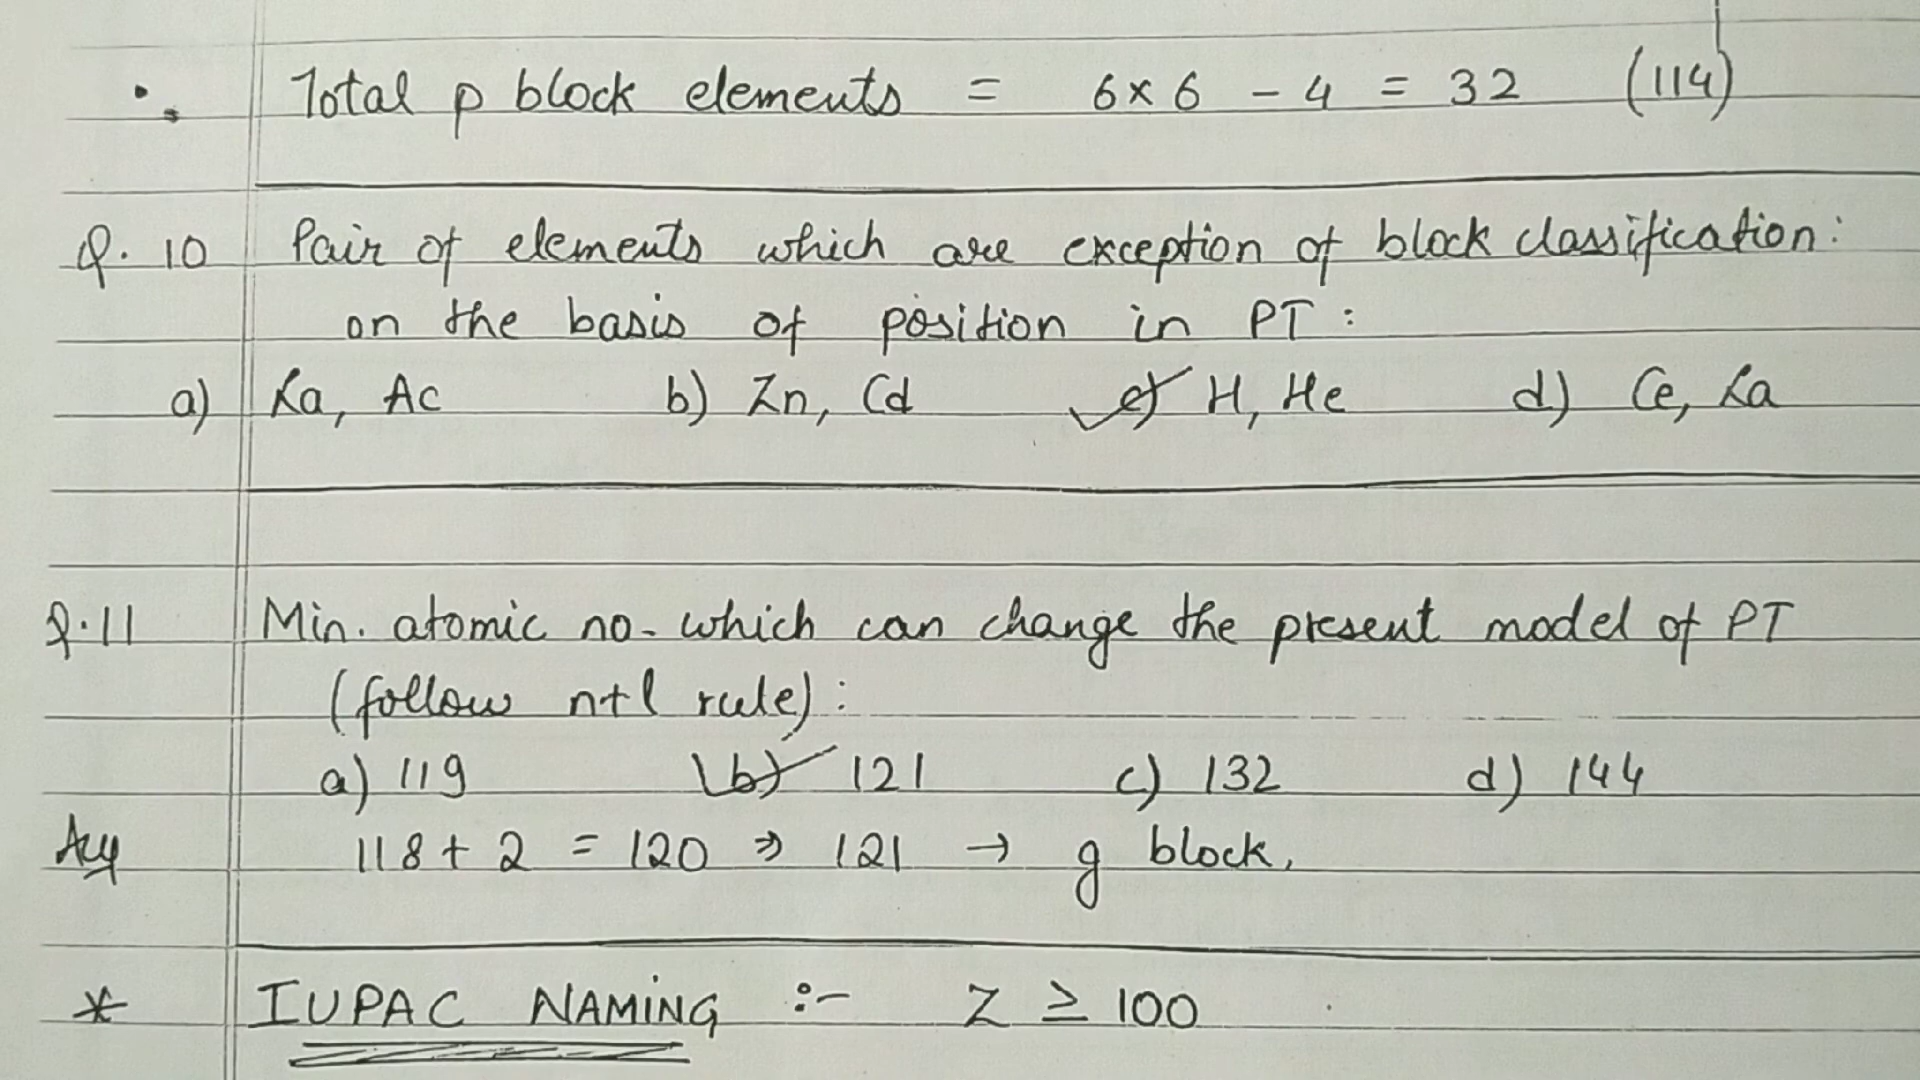 ∴ Total p block elements = 6 × 6 - 4 = 32 (114)
Q. 10 Pair of elements which are exception of block classification:
on the basis of position in PT :
a) La, Ac b) Zn, Cd c) H, He d) Ce, La
Q. 11 Min. atomic no. which can change the present model of PT
(follow n+l rule) :
a) 119 b) 121 c) 132 d) 144
118 + 2 = 120 ⇒ 121 → g block.
* IUPAC NAMING :- Z ≥ 100